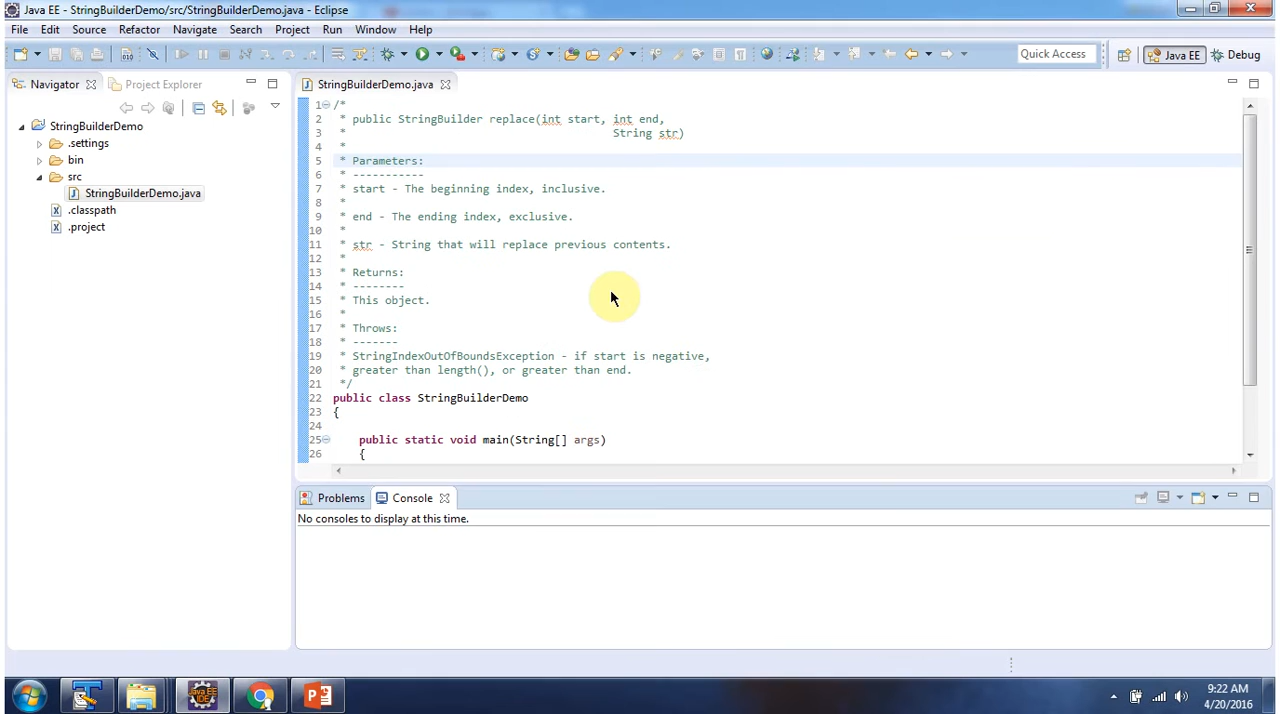 Java EE - StringBuilderDemo/src/StringBuilderDemo.java - Eclipse
File Edit Source Refactor Navigate Search Project Run Window Help
Quick Access Java EE Debug
Navigator Project Explorer
StringBuilderDemo
.settings
bin
src
StringBuilderDemo.java
.classpath
.project
StringBuilderDemo.java
1 /*
2 * public StringBuilder replace(int start, int end,
3 * String str)
4 *
5 * Parameters:
6 * -----------
7 * start - The beginning index, inclusive.
8 *
9 * end - The ending index, exclusive.
10 *
11 * str - String that will replace previous contents.
12 *
13 * Returns:
14 * --------
15 * This object.
16 *
17 * Throws:
18 * -------
19 * StringIndexOutOfBoundsException - if start is negative,
20 * greater than length(), or greater than end.
21 */
22 public class StringBuilderDemo
23 {
24
25 public static void main(String[] args)
26 {
Problems Console
No consoles to display at this time.
Java EE IDE
9:22 AM
4/20/2016